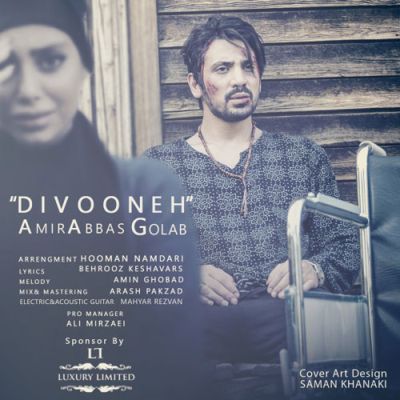 "DIVOONEH"
AMIRABBAS GOLAB
ARRENGMENT HOOMAN NAMDARI
LYRICS BEHROOZ KESHAVARS
MELODY AMIN GHOBAD
MIX& MASTERING ARASH PAKZAD
ELECTRIC&ACOUSTIC GUITAR MAHYAR REZVAN
PRO MANAGER
ALI MIRZAEI
Sponsor By
LUXURY LIMITED
Cover Art Design
SAMAN KHANAKI